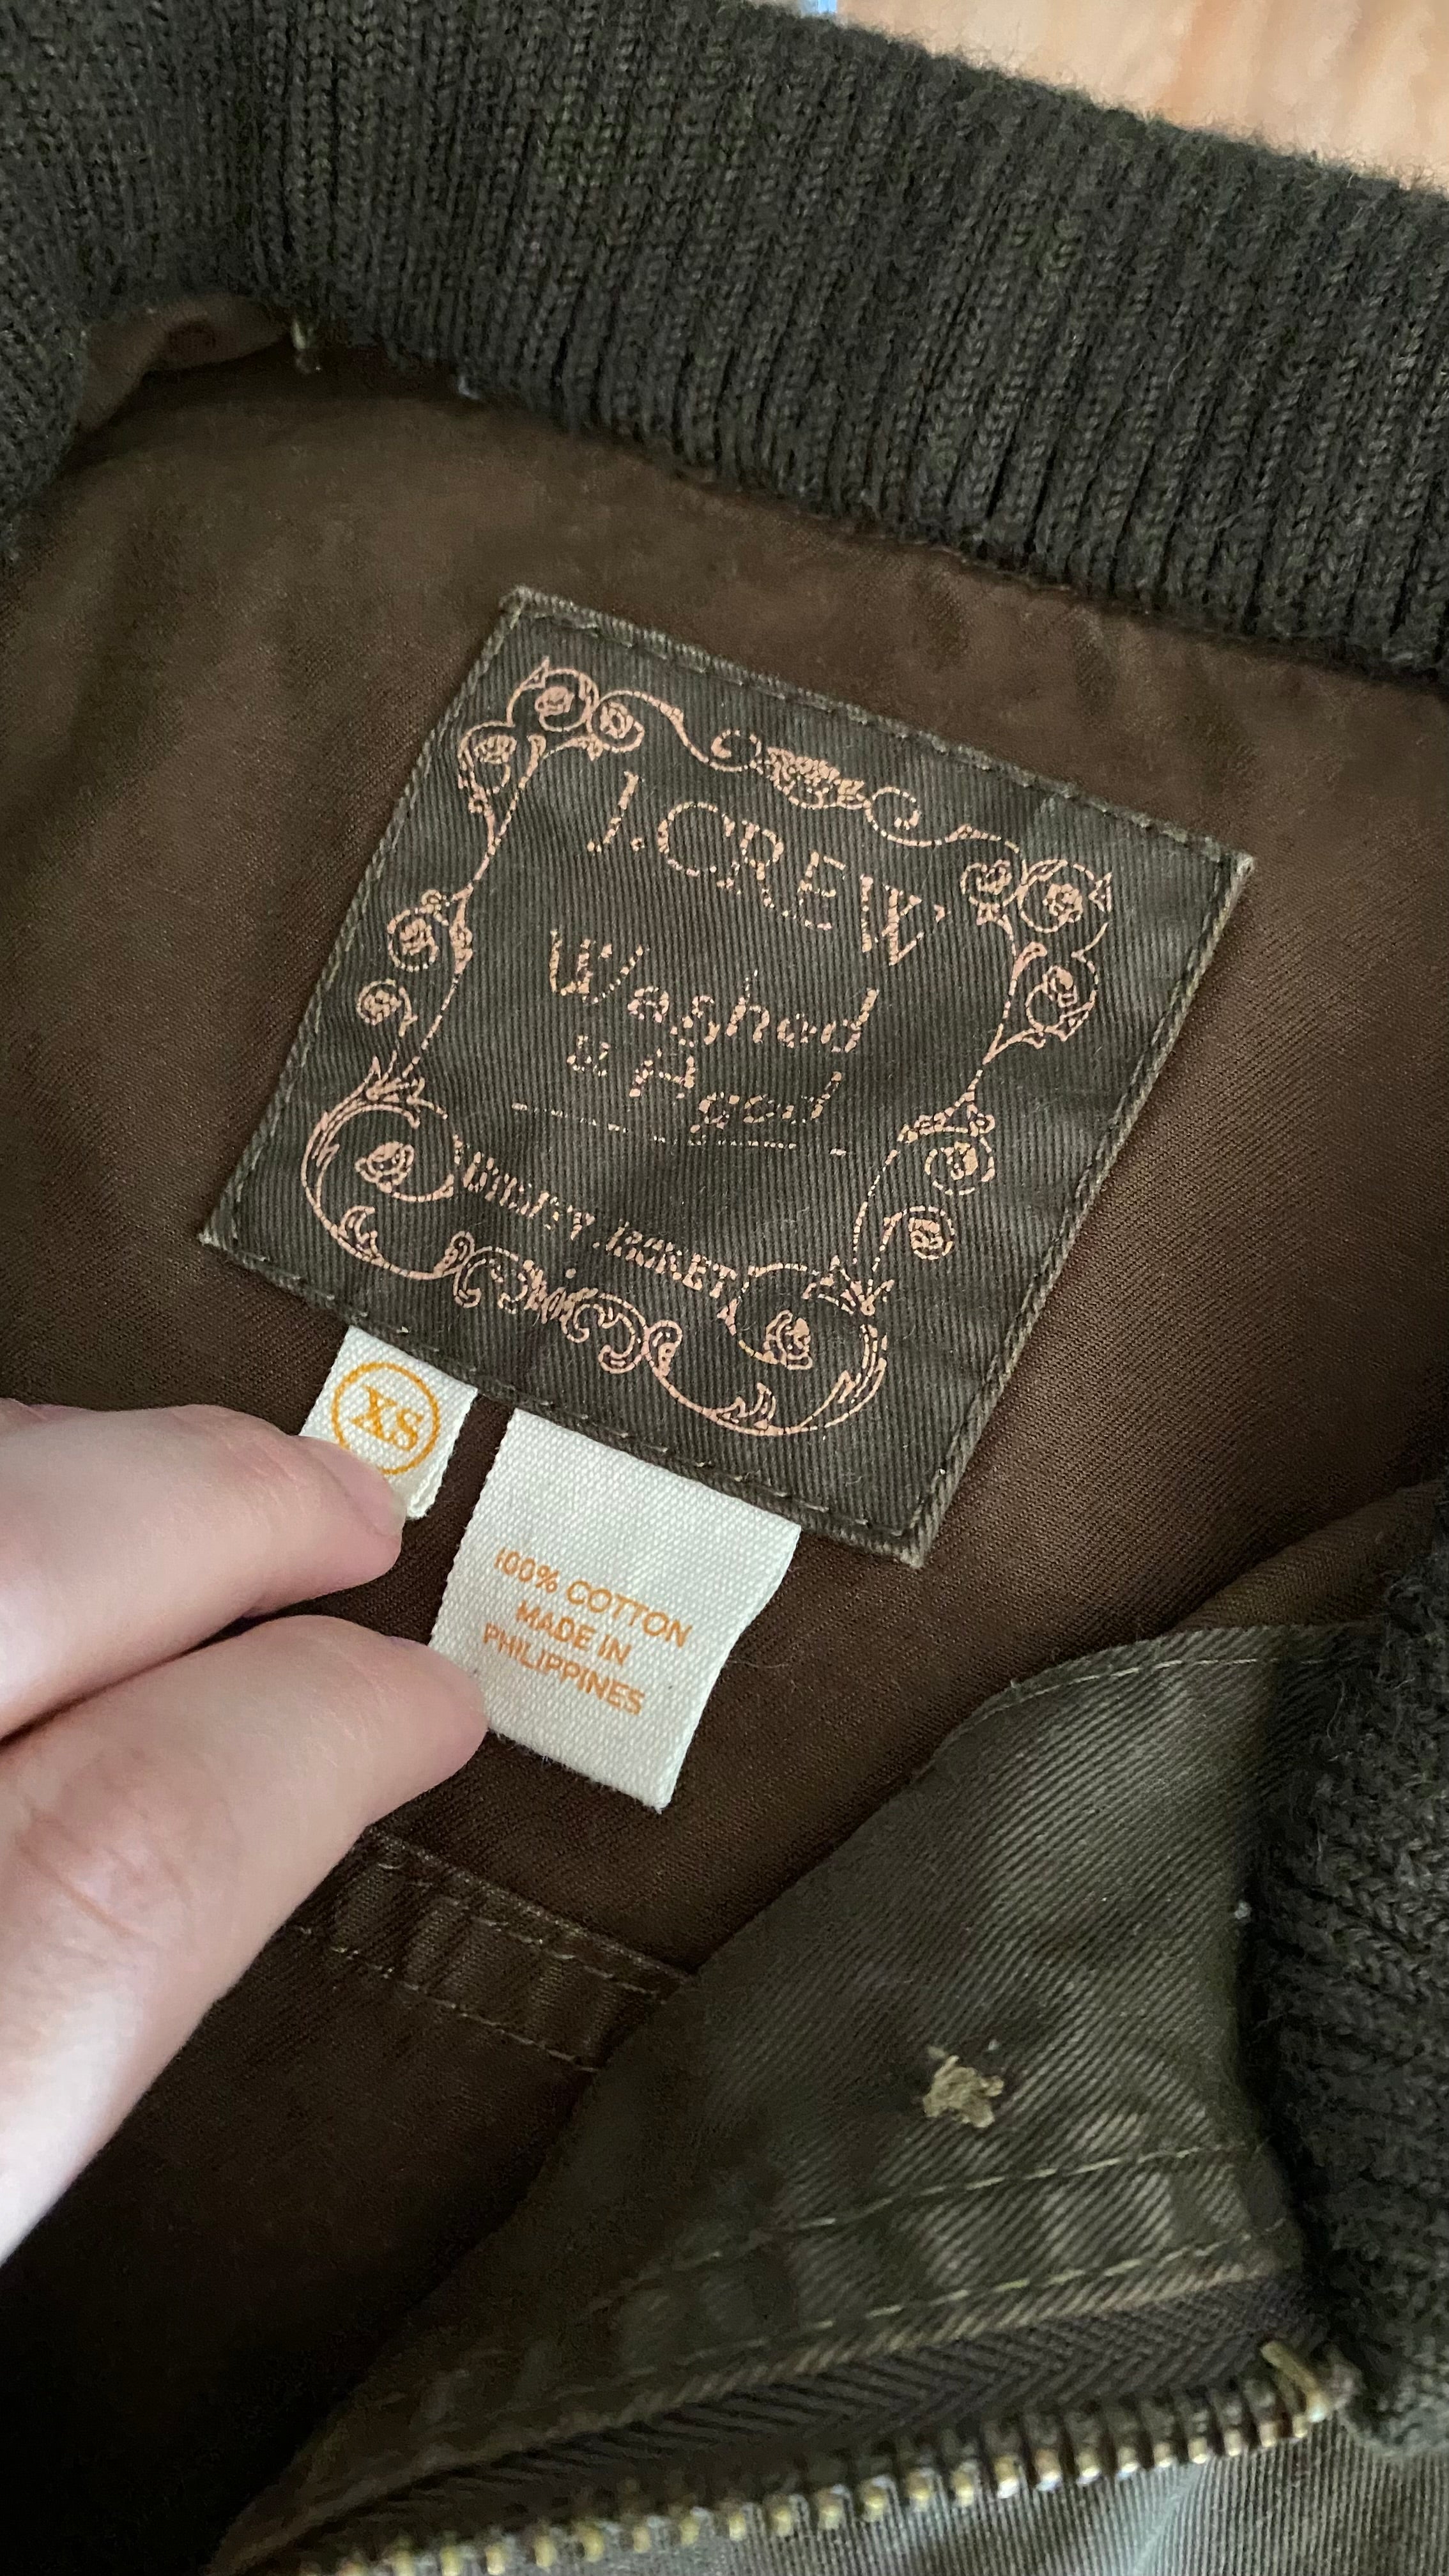 J.CREW
Washed
& Aged
UTILITY JACKET
XS
100% COTTON
MADE IN
PHILIPPINES